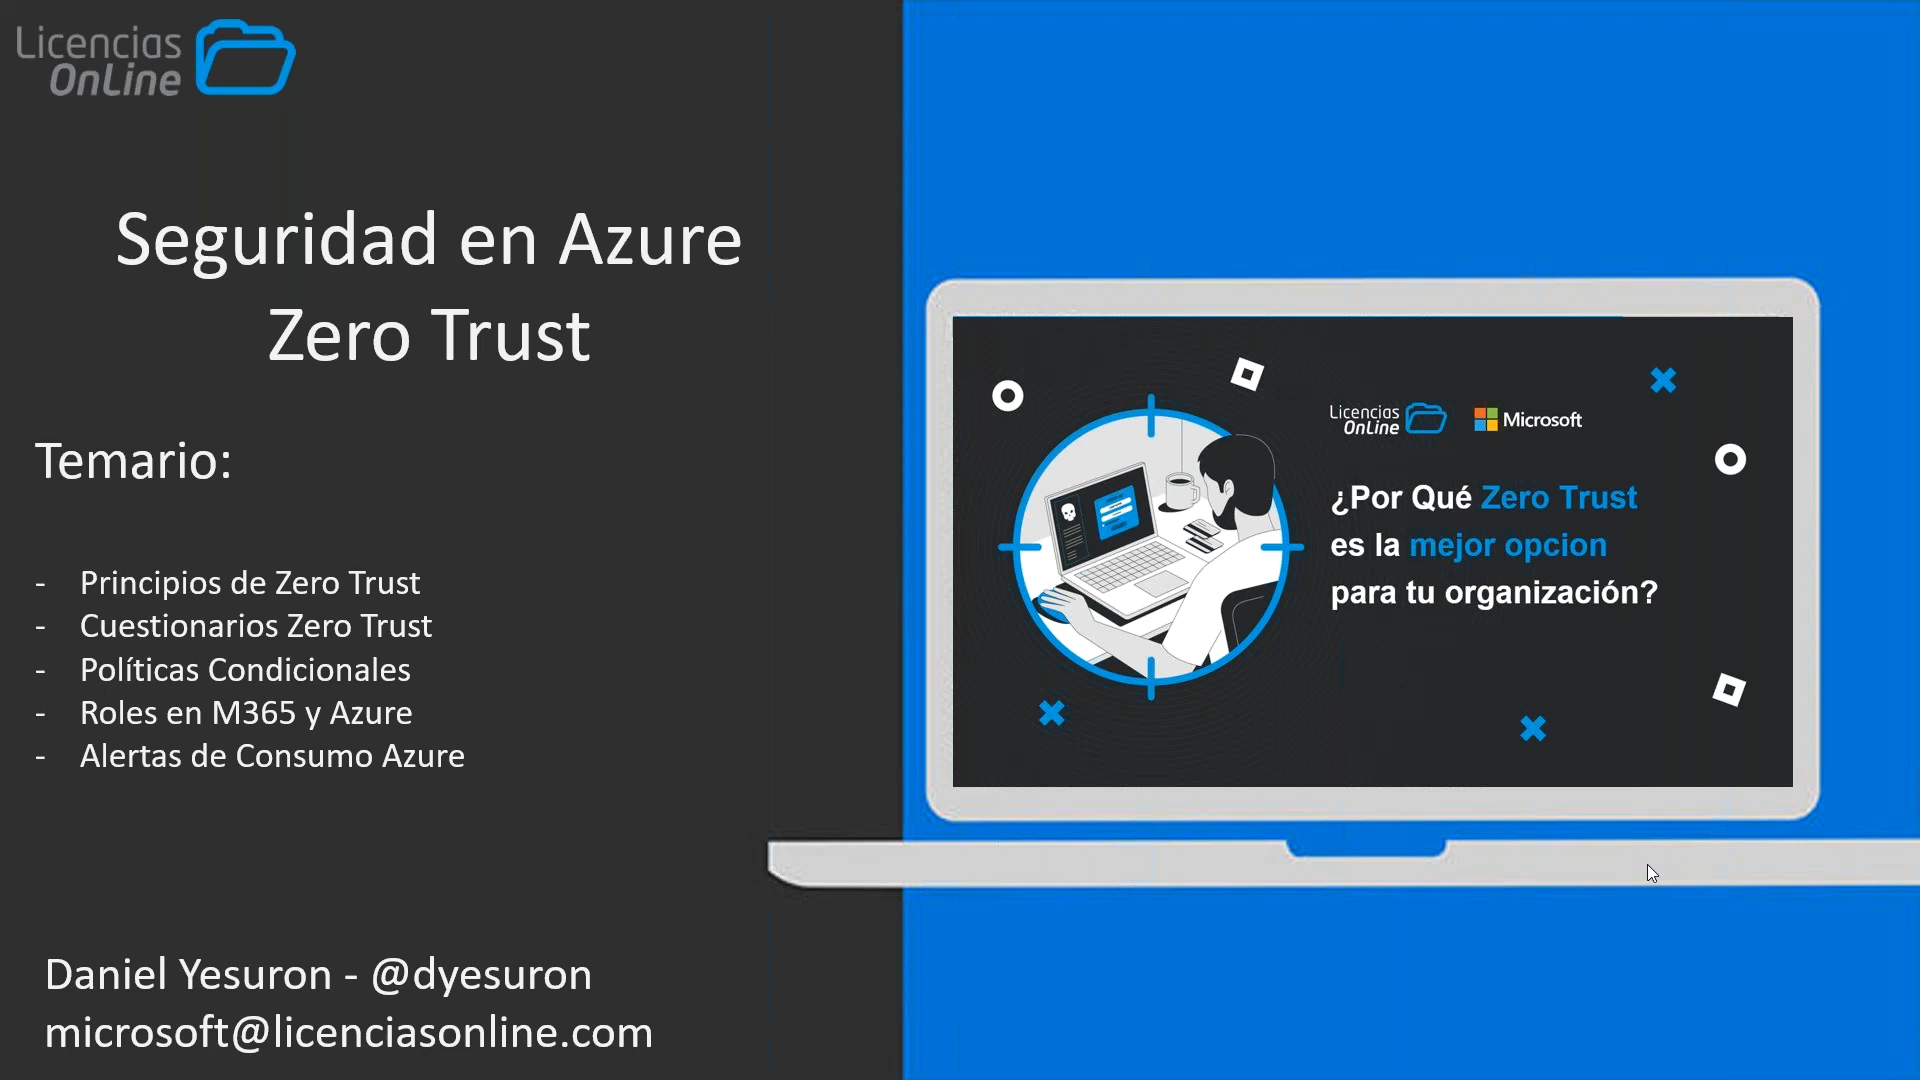 Licencias
OnLine
Seguridad en Azure
Zero Trust
Temario:
- Principios de Zero Trust
- Cuestionarios Zero Trust
- Políticas Condicionales
- Roles en M365 y Azure
- Alertas de Consumo Azure
Daniel Yesuron - @dyesuron
microsoft@licenciasonline.com
Licencias
OnLine
Microsoft
¿Por Qué Zero Trust
es la mejor opcion
para tu organización?